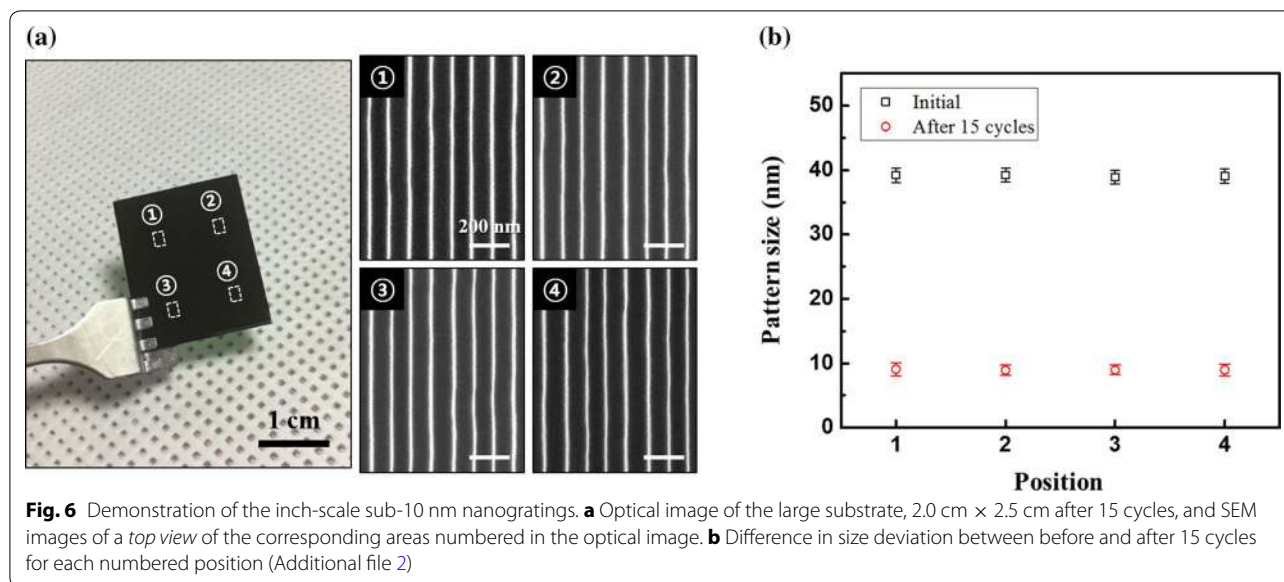 (a)
①
②
③
④
1 cm
①
200 nm
②
③
④
(b)
Pattern size (nm)
50
40
30
20
10
0
Initial
After 15 cycles
1 2 3 4
Position
Fig. 6 Demonstration of the inch-scale sub-10 nm nanogratings. a Optical image of the large substrate, 2.0 cm × 2.5 cm after 15 cycles, and SEM
images of a top view of the corresponding areas numbered in the optical image. b Difference in size deviation between before and after 15 cycles
for each numbered position (Additional file 2)